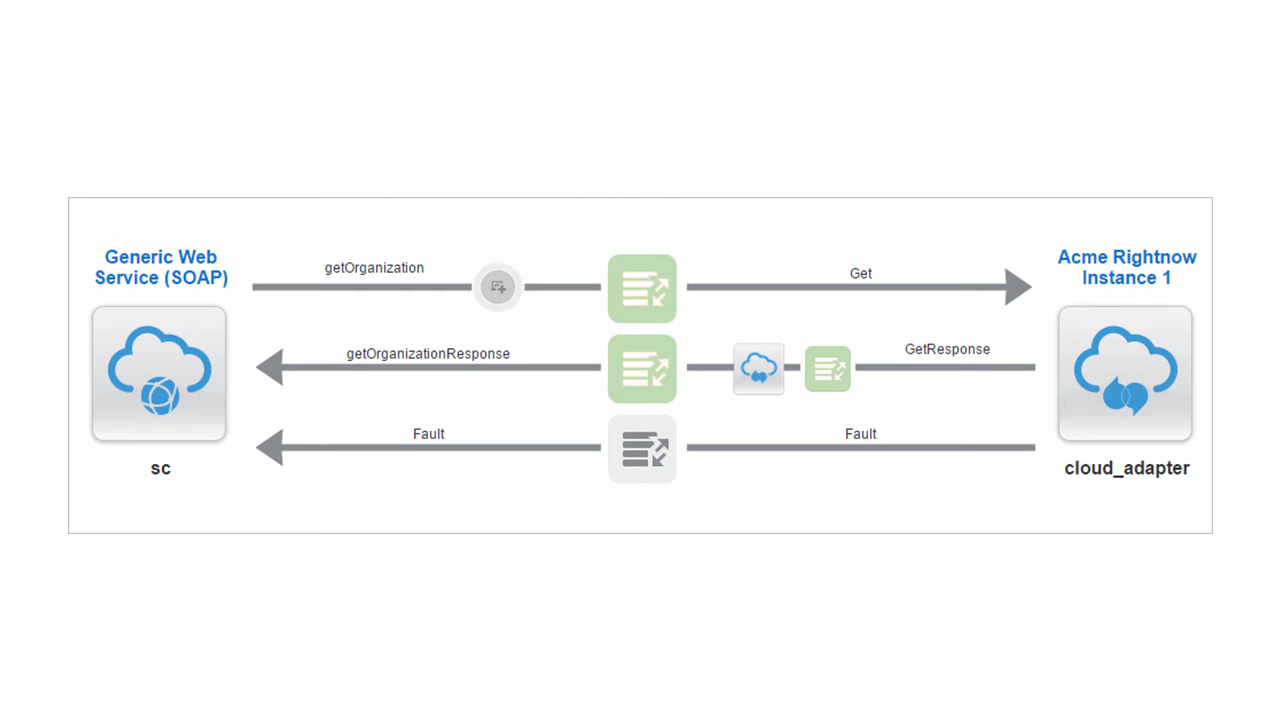 Generic Web
Service (SOAP)
getOrganization
Get
Acme Rightnow
Instance 1
getOrganizationResponse
GetResponse
Fault
Fault
sc
cloud_adapter